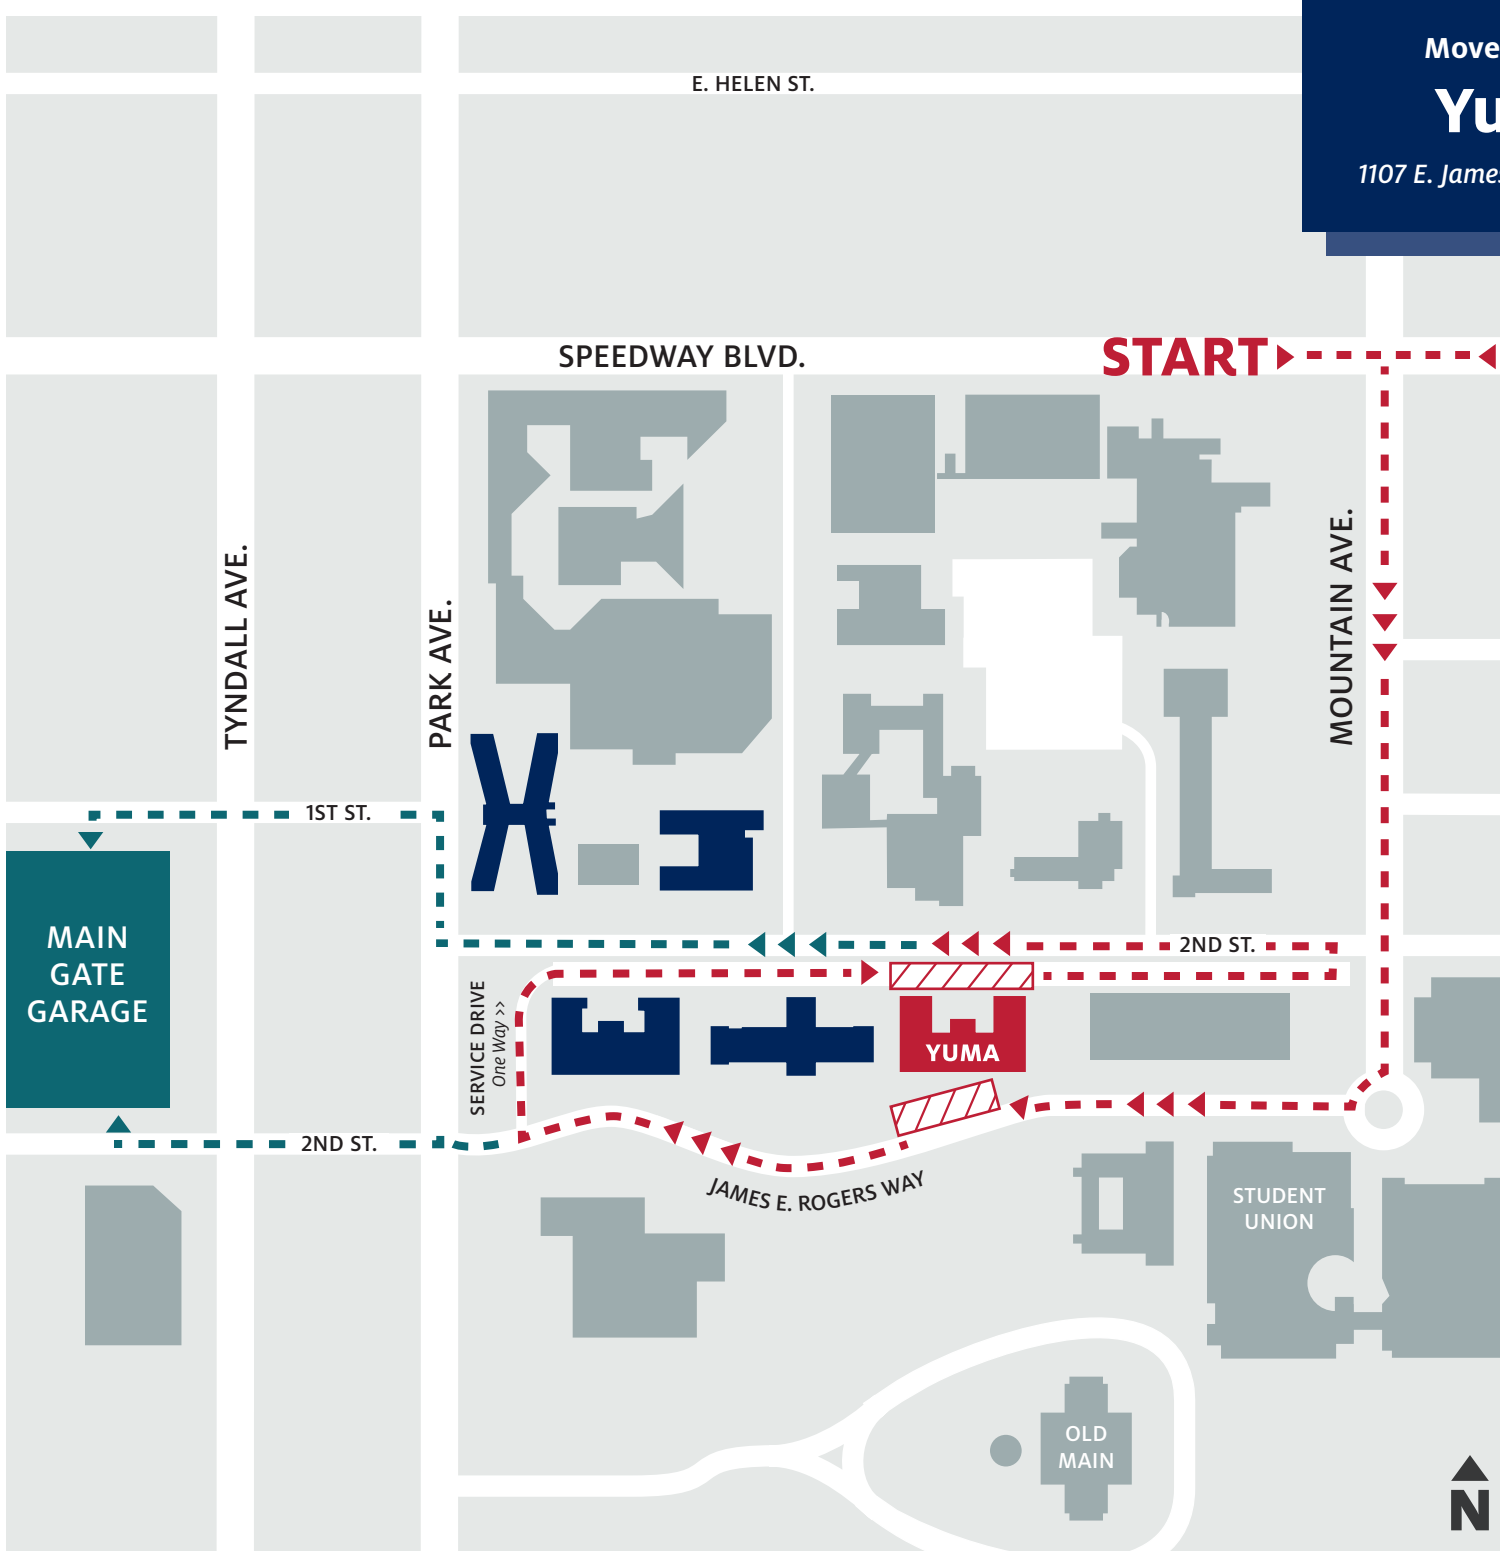 Move
Yu
1107 E. James
E. HELEN ST.
SPEEDWAY BLVD.
START
TYNDALL AVE.
PARK AVE.
MOUNTAIN AVE.
1ST ST.
MAIN
GATE
GARAGE
2ND ST.
SERVICE DRIVE
One Way >>
YUMA
2ND ST.
JAMES E. ROGERS WAY
STUDENT
UNION
OLD
MAIN
N